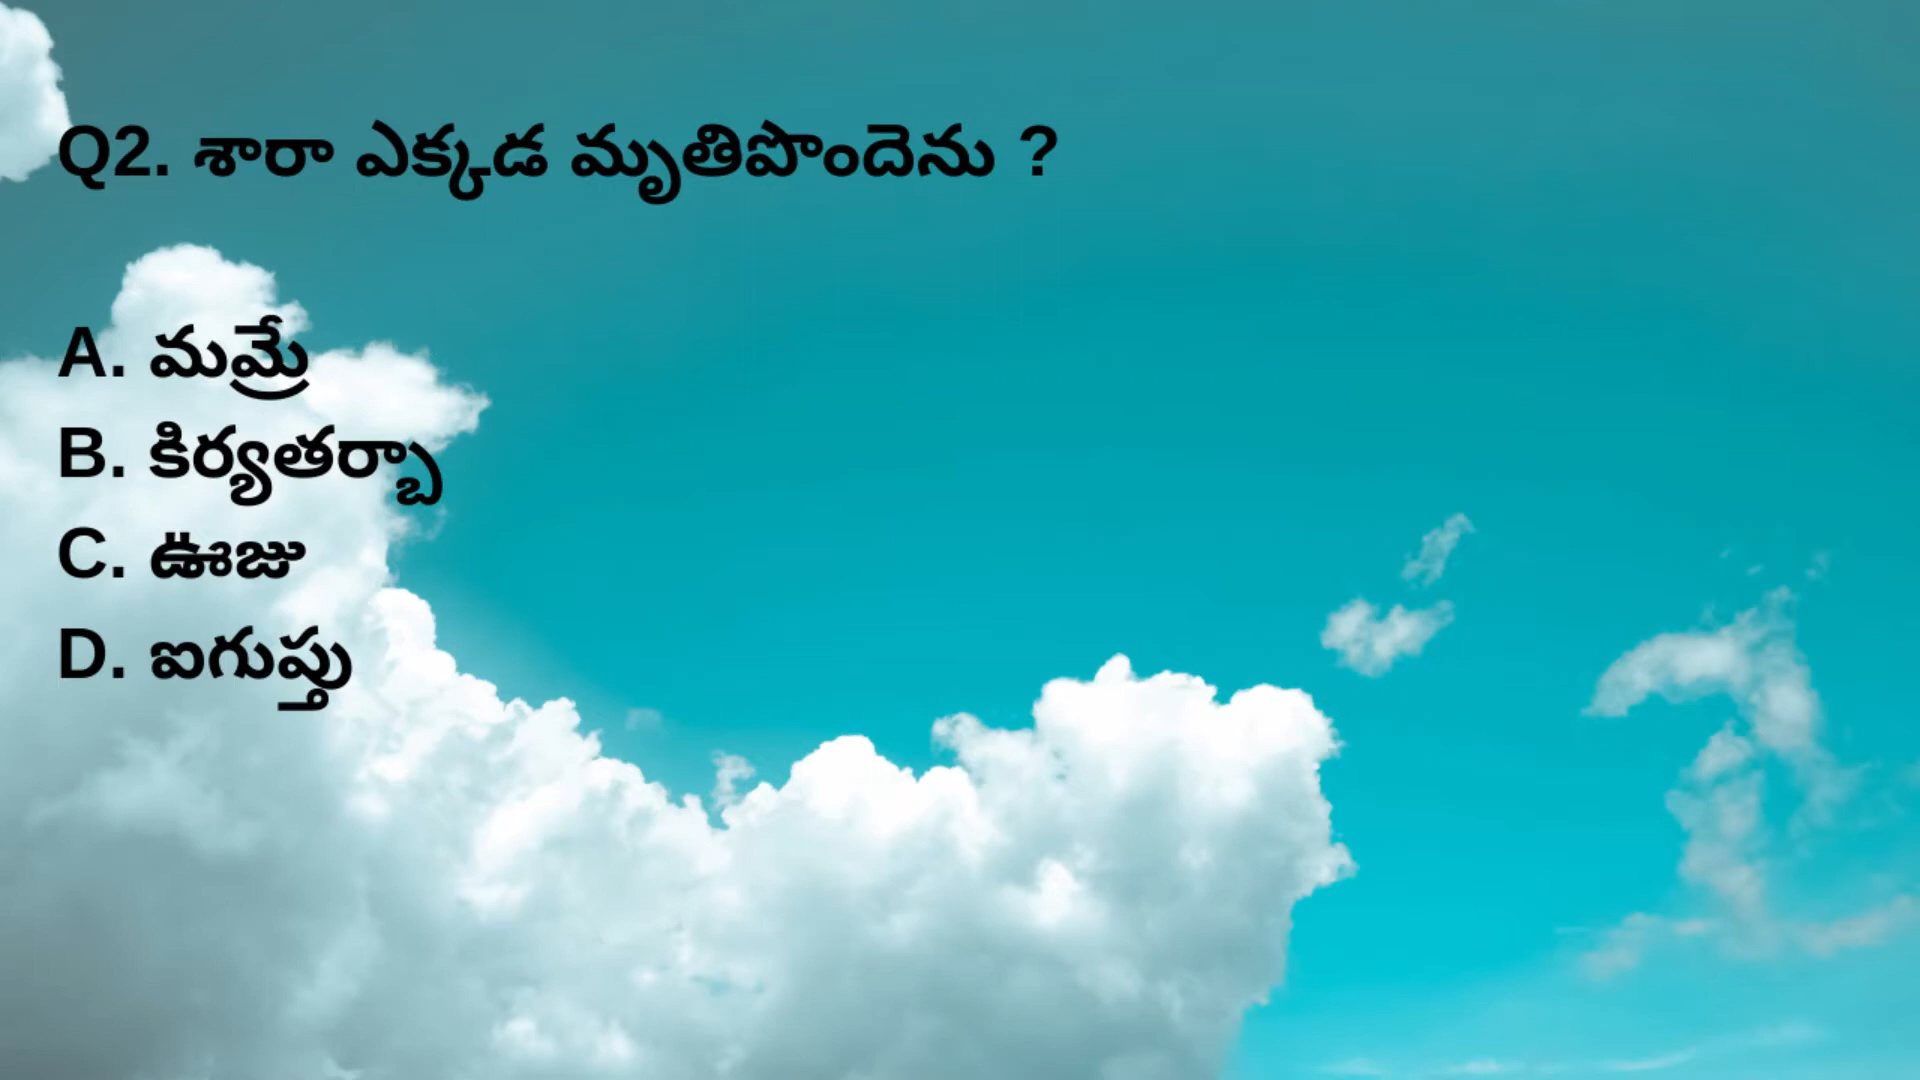 Q2. శారా ఎక్కడ మృతిపొందెను ?
A. మమ్రే
B. కిర్యతర్బా
C. ఊజు
D. ఐగుప్తు